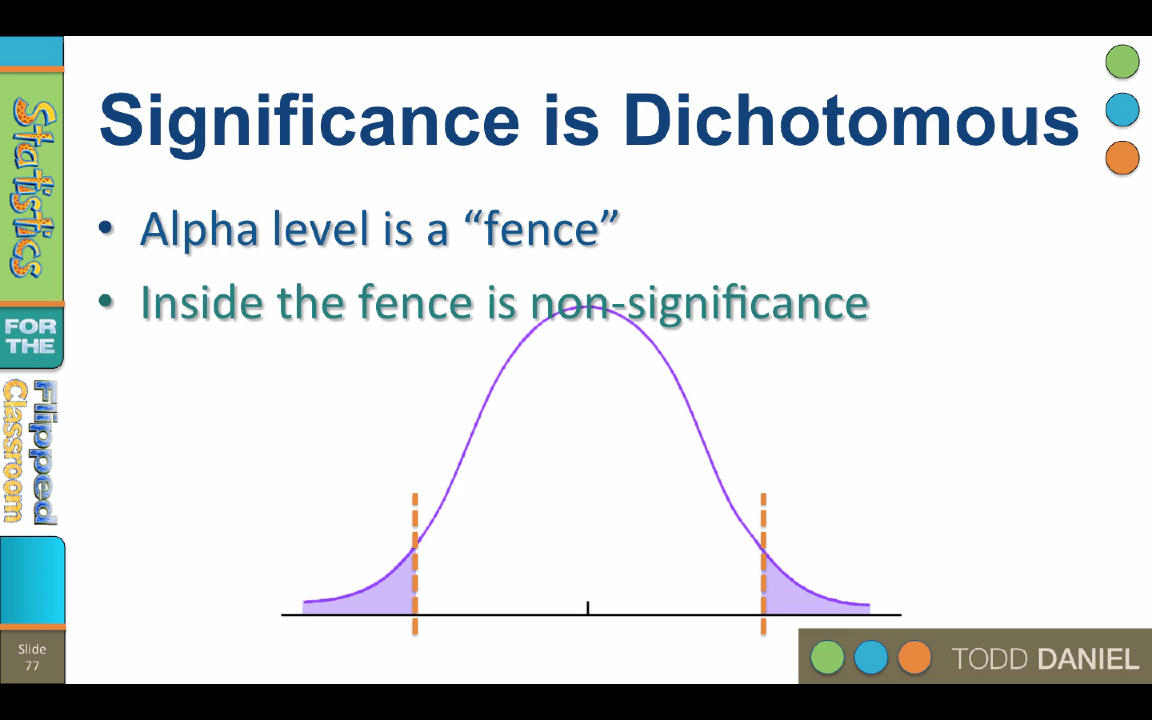 Significance is Dichotomous
• Alpha level is a “fence”
• Inside the fence is non-significance
Statistics
FOR
THE
Flipped
Classroom
Slide
77
TODD DANIEL